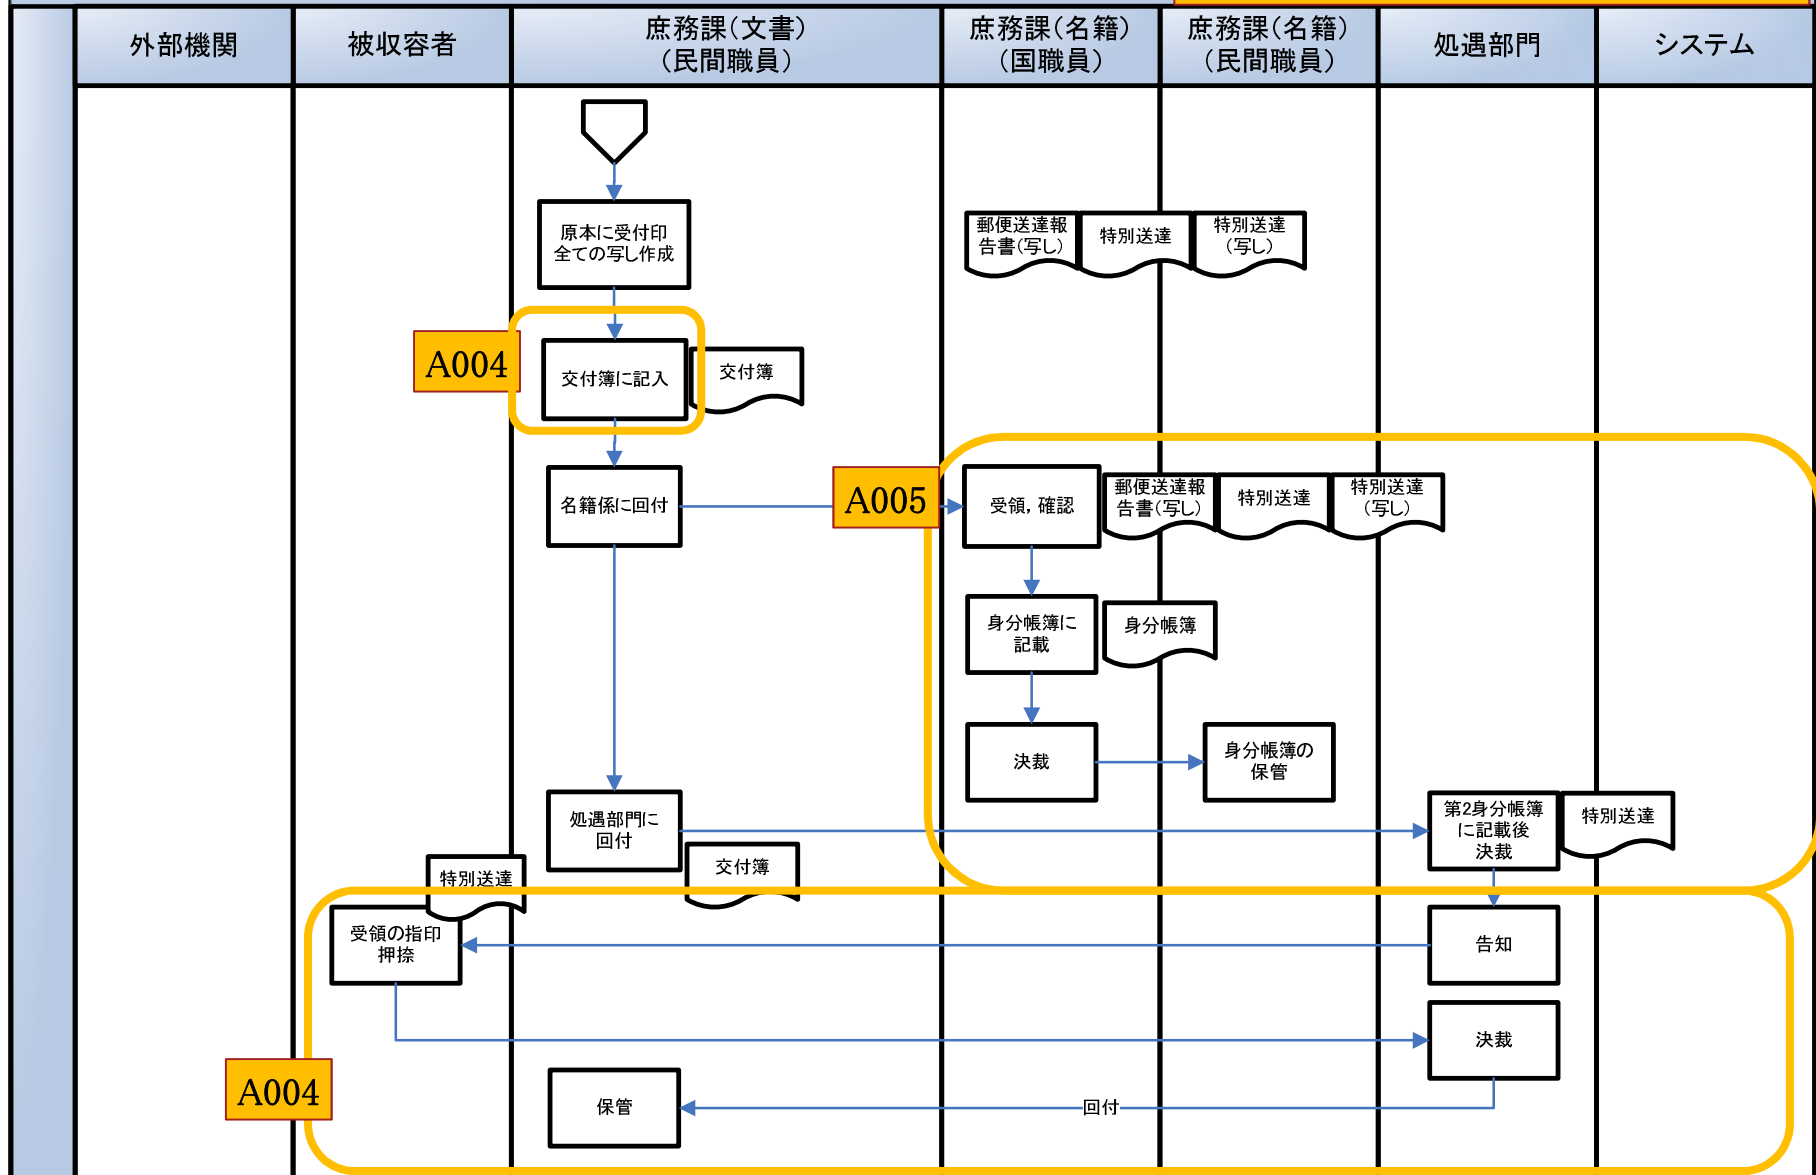 外部機関
被収容者
庶務課（文書）
（民間職員）
庶務課（名籍）
（国職員）
庶務課（名籍）
（民間職員）
処遇部門
システム
原本に受付印
全ての写し作成
郵便送達報
告書（写し）
特別送達
特別送達
（写し）
A004
交付簿に記入
交付簿
名籍係に回付
A005
受領，確認
郵便送達報
告書（写し）
特別送達
特別送達
（写し）
身分帳簿に
記載
身分帳簿
決裁
身分帳簿の
保管
処遇部門に
回付
交付簿
第2身分帳簿
に記載後
決裁
特別送達
特別送達
受領の指印
押捺
告知
決裁
A004
保管
回付